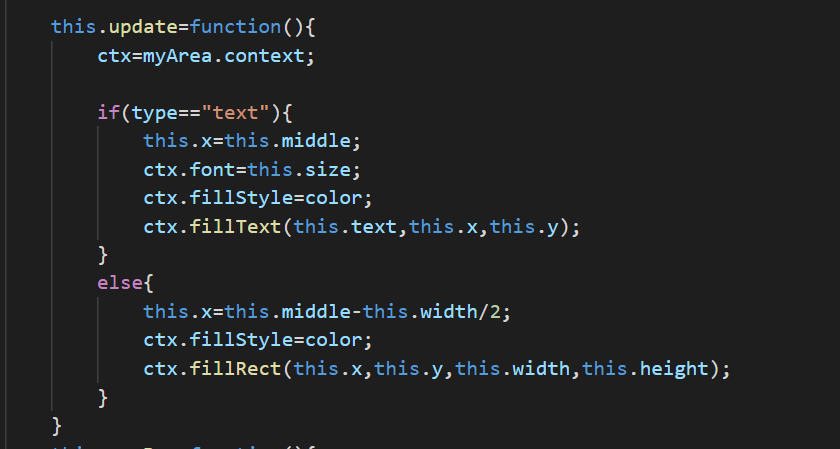 this.update=function(){
ctx=myArea.context;
if(type=="text"){
this.x=this.middle;
ctx.font=this.size;
ctx.fillStyle=color;
ctx.fillText(this.text,this.x,this.y);
}
else{
this.x=this.middle-this.width/2;
ctx.fillStyle=color;
ctx.fillRect(this.x,this.y,this.width,this.height);
}
}